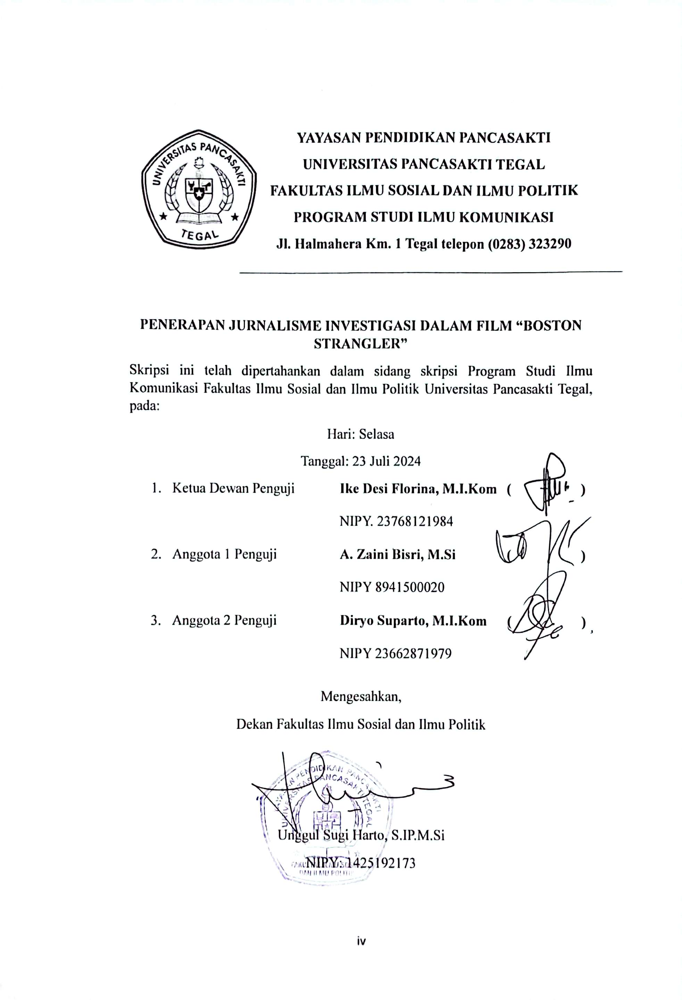 UNIVERSITAS PANCASAKTI
TEGAL
YAYASAN PENDIDIKAN PANCASAKTI
UNIVERSITAS PANCASAKTI TEGAL
FAKULTAS ILMU SOSIAL DAN ILMU POLITIK
PROGRAM STUDI ILMU KOMUNIKASI
Jl. Halmahera Km. 1 Tegal telepon (0283) 323290
PENERAPAN JURNALISME INVESTIGASI DALAM FILM “BOSTON
STRANGLER”
Skripsi ini telah dipertahankan dalam sidang skripsi Program Studi Ilmu
Komunikasi Fakultas Ilmu Sosial dan Ilmu Politik Universitas Pancasakti Tegal,
pada:
Hari: Selasa
Tanggal: 23 Juli 2024
1. Ketua Dewan Penguji Ike Desi Florina, M.I.Kom ( )
NIPY. 23768121984
2. Anggota 1 Penguji A. Zaini Bisri, M.Si ( )
NIPY 8941500020
3. Anggota 2 Penguji Diryo Suparto, M.I.Kom ( )
NIPY 23662871979
Mengesahkan,
Dekan Fakultas Ilmu Sosial dan Ilmu Politik
YAYASAN PENDIDIKAN PANCASAKTI
UNIVERSITAS PANCASAKTI TEGAL
Unggul Sugi Harto, S.IP.M.Si
NIPY: 1425192173
DAN ILMU POLITIK
iv